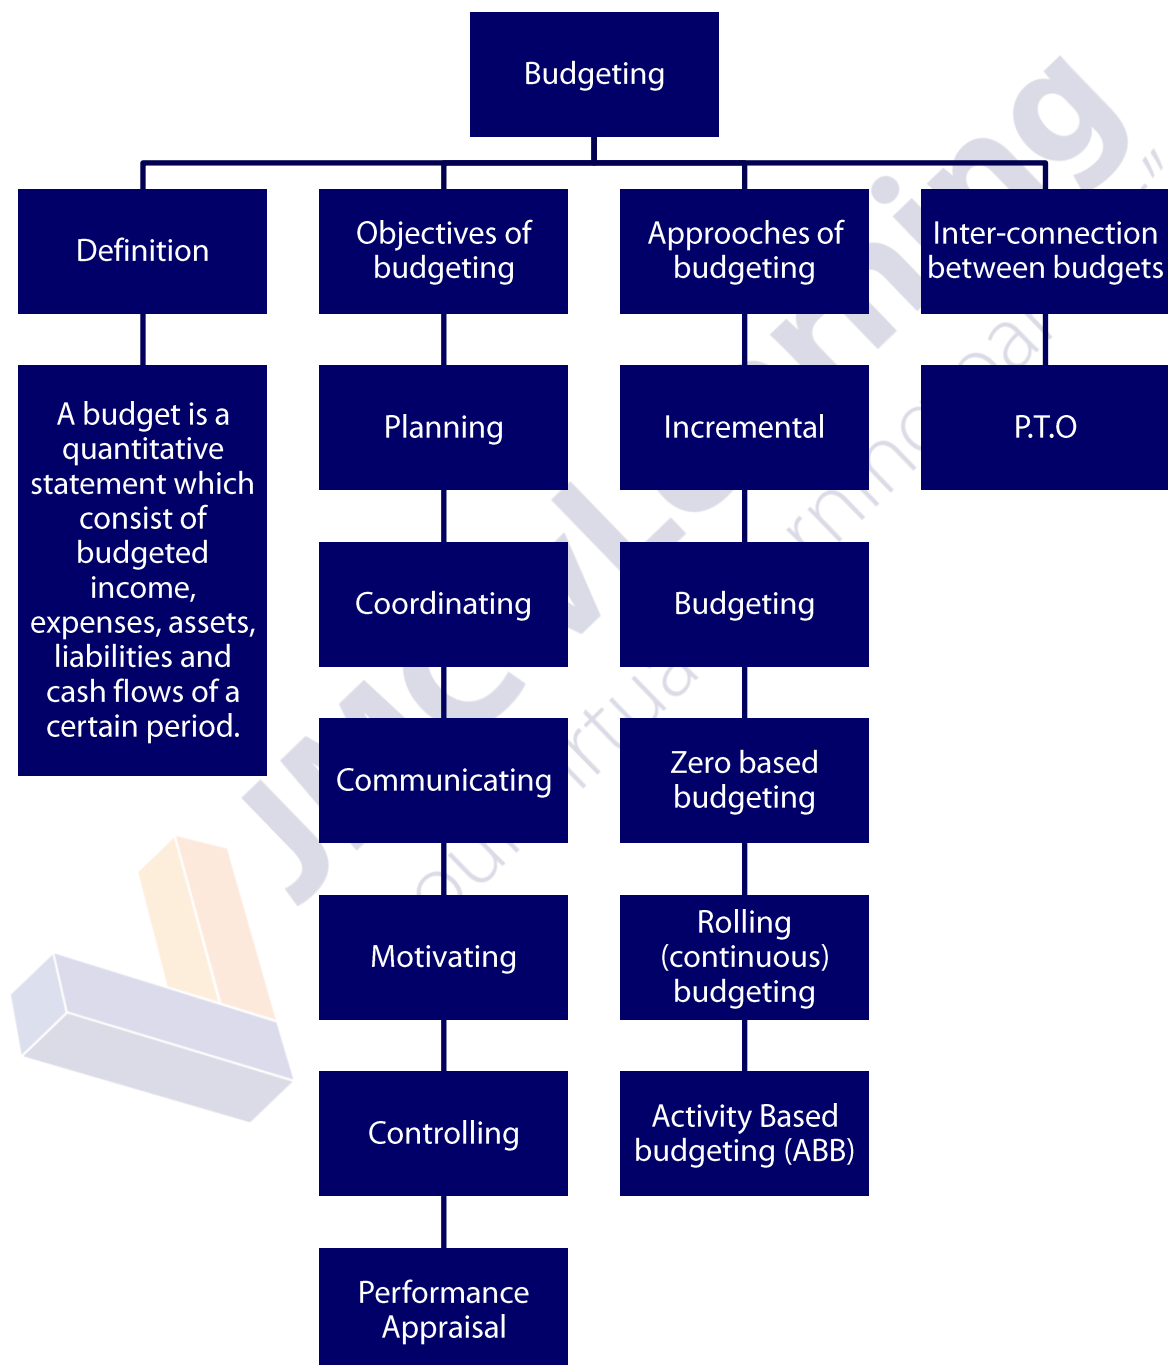 Budgeting
Definition
A budget is a
quantitative
statement which
consist of
budgeted
income,
expenses, assets,
liabilities and
cash flows of a
certain period.
Objectives of
budgeting
Planning
Coordinating
Communicating
Motivating
Controlling
Performance
Appraisal
Approoches of
budgeting
Incremental
Budgeting
Zero based
budgeting
Rolling
(continuous)
budgeting
Activity Based
budgeting (ABB)
Inter-connection
between budgets
P.T.O